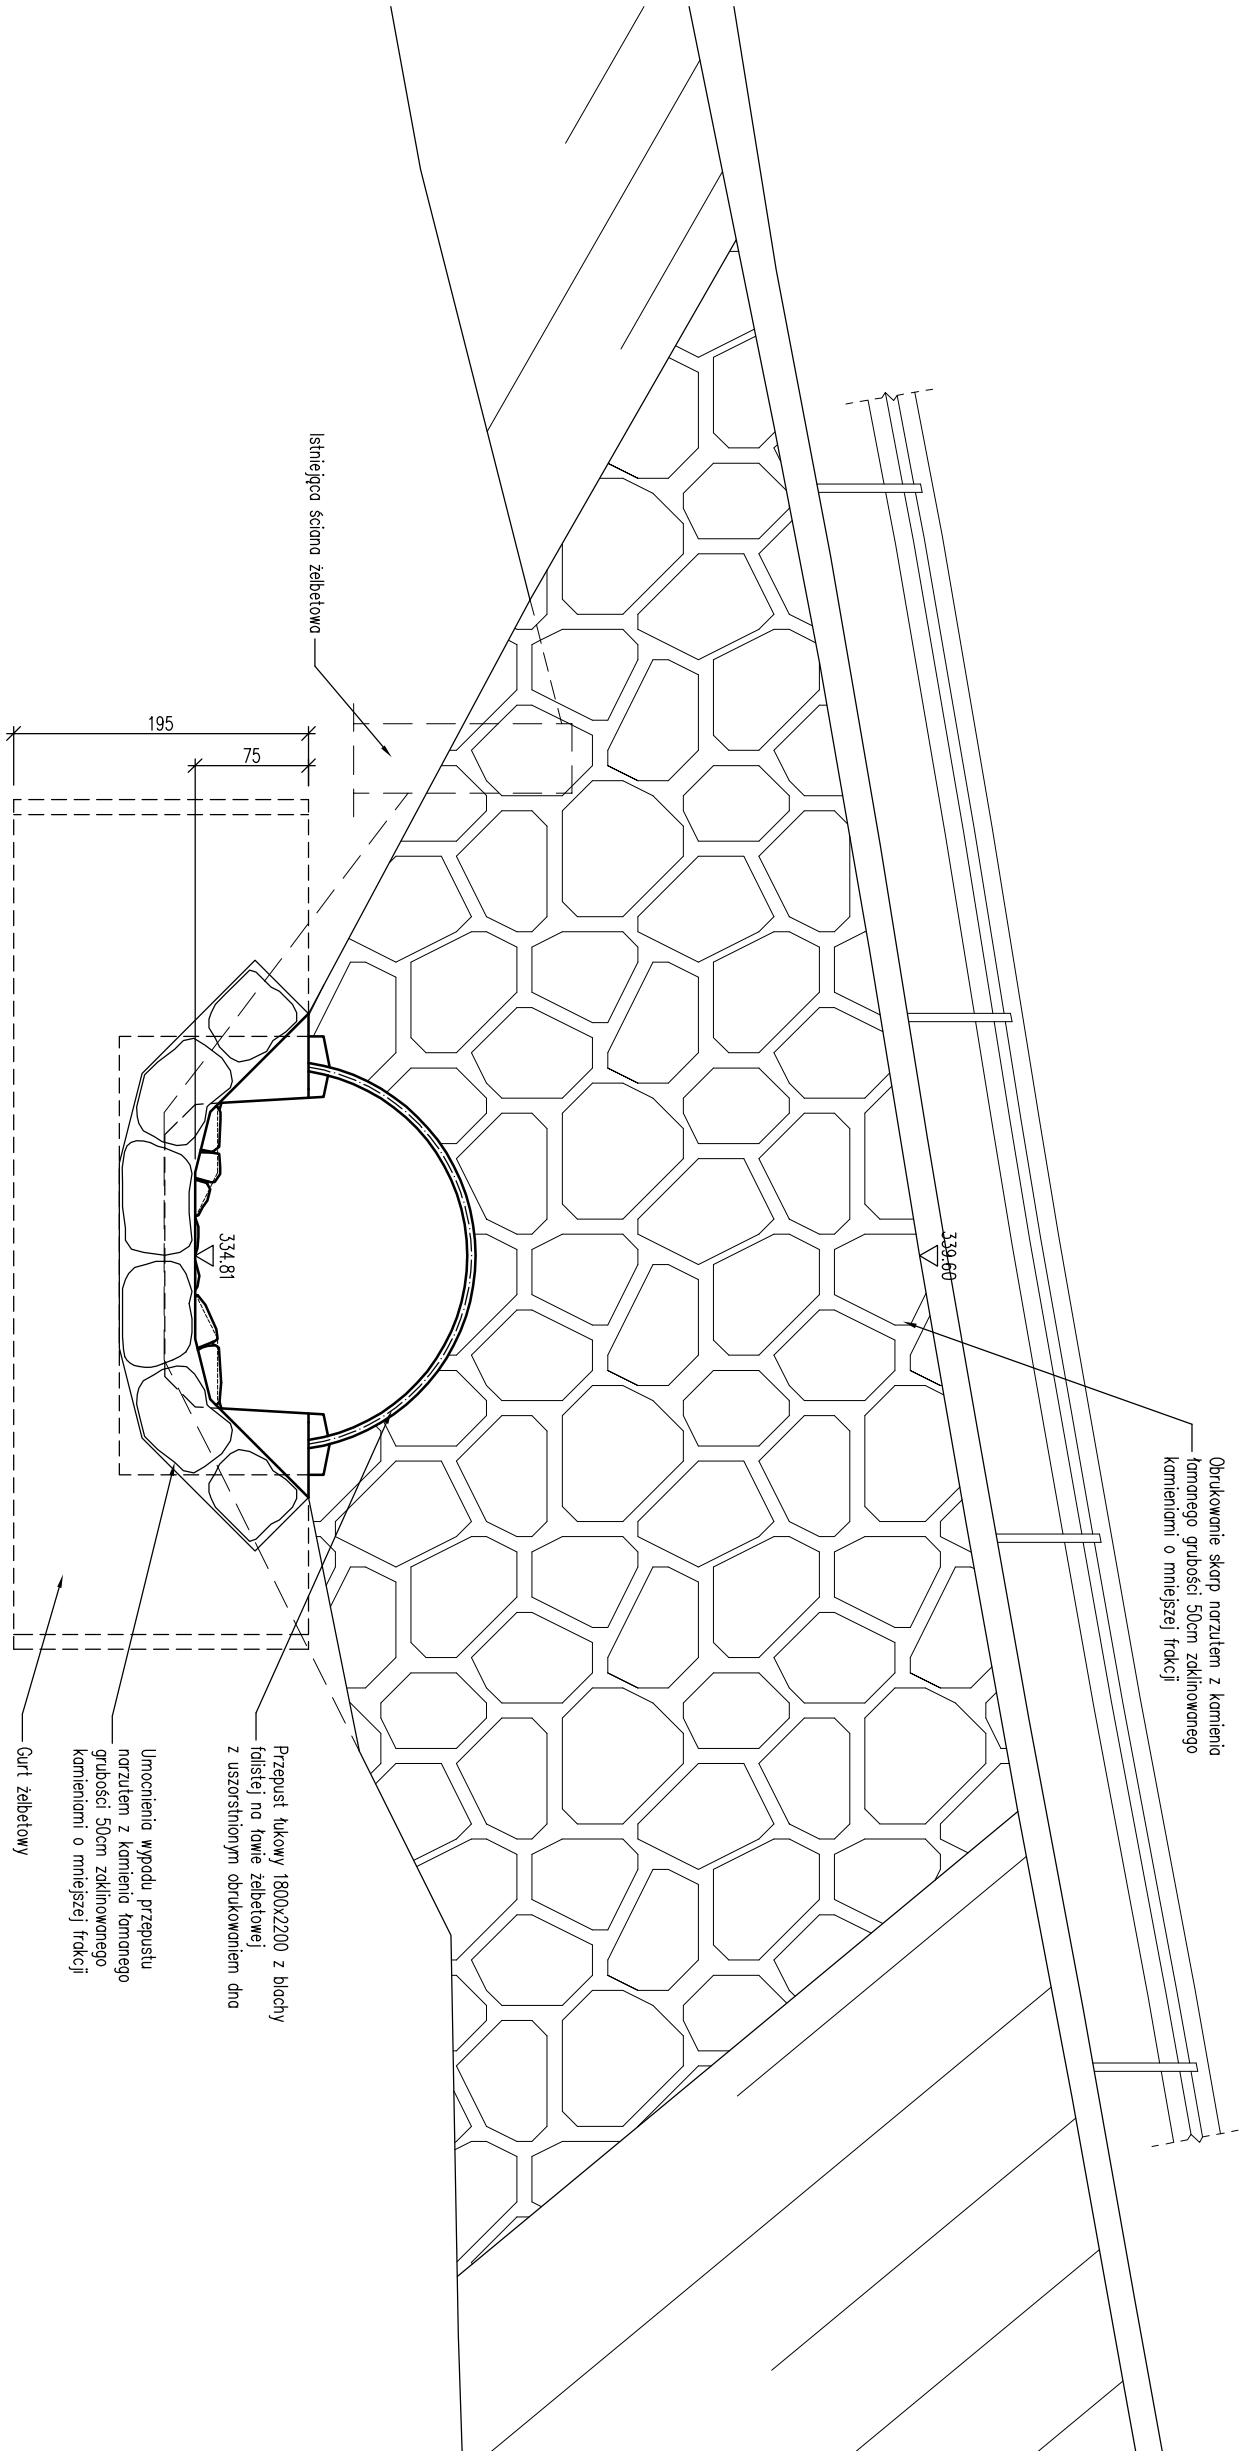 Obrukowanie skarp narzutem z kamienia
łamanego grubości 50cm zaklinowanego
kamieniami o mniejszej frakcji
339.60
334.81
Istniejąca ściana żelbetowa
195
75
Przepust łukowy 1800x2200 z blachy
falistej na ławie żelbetowej
z uszorstnionym obrukowaniem dna
Umocnienia wypadu przepustu
narzutem z kamienia łamanego
grubości 50cm zaklinowanego
kamieniami o mniejszej frakcji
Gurt żelbetowy